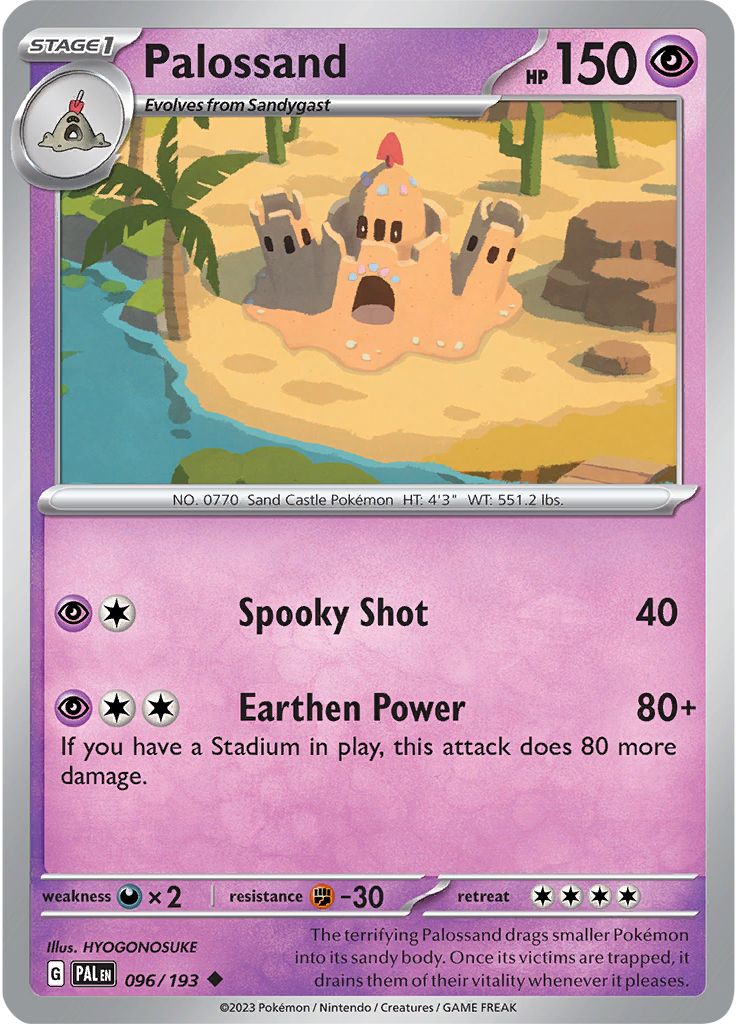 STAGE1
Palossand
HP 150
Evolves from Sandygast
NO. 0770 Sand Castle Pokémon HT: 4'3" WT: 551.2 lbs.
Spooky Shot 40
Earthen Power 80+
If you have a Stadium in play, this attack does 80 more
damage.
weakness ×2 resistance -30 retreat
Illus. HYOGONOSUKE
G PAL EN 096/193
The terrifying Palossand drags smaller Pokémon
into its sandy body. Once its victims are trapped, it
drains them of their vitality whenever it pleases.
©2023 Pokémon / Nintendo / Creatures / GAME FREAK